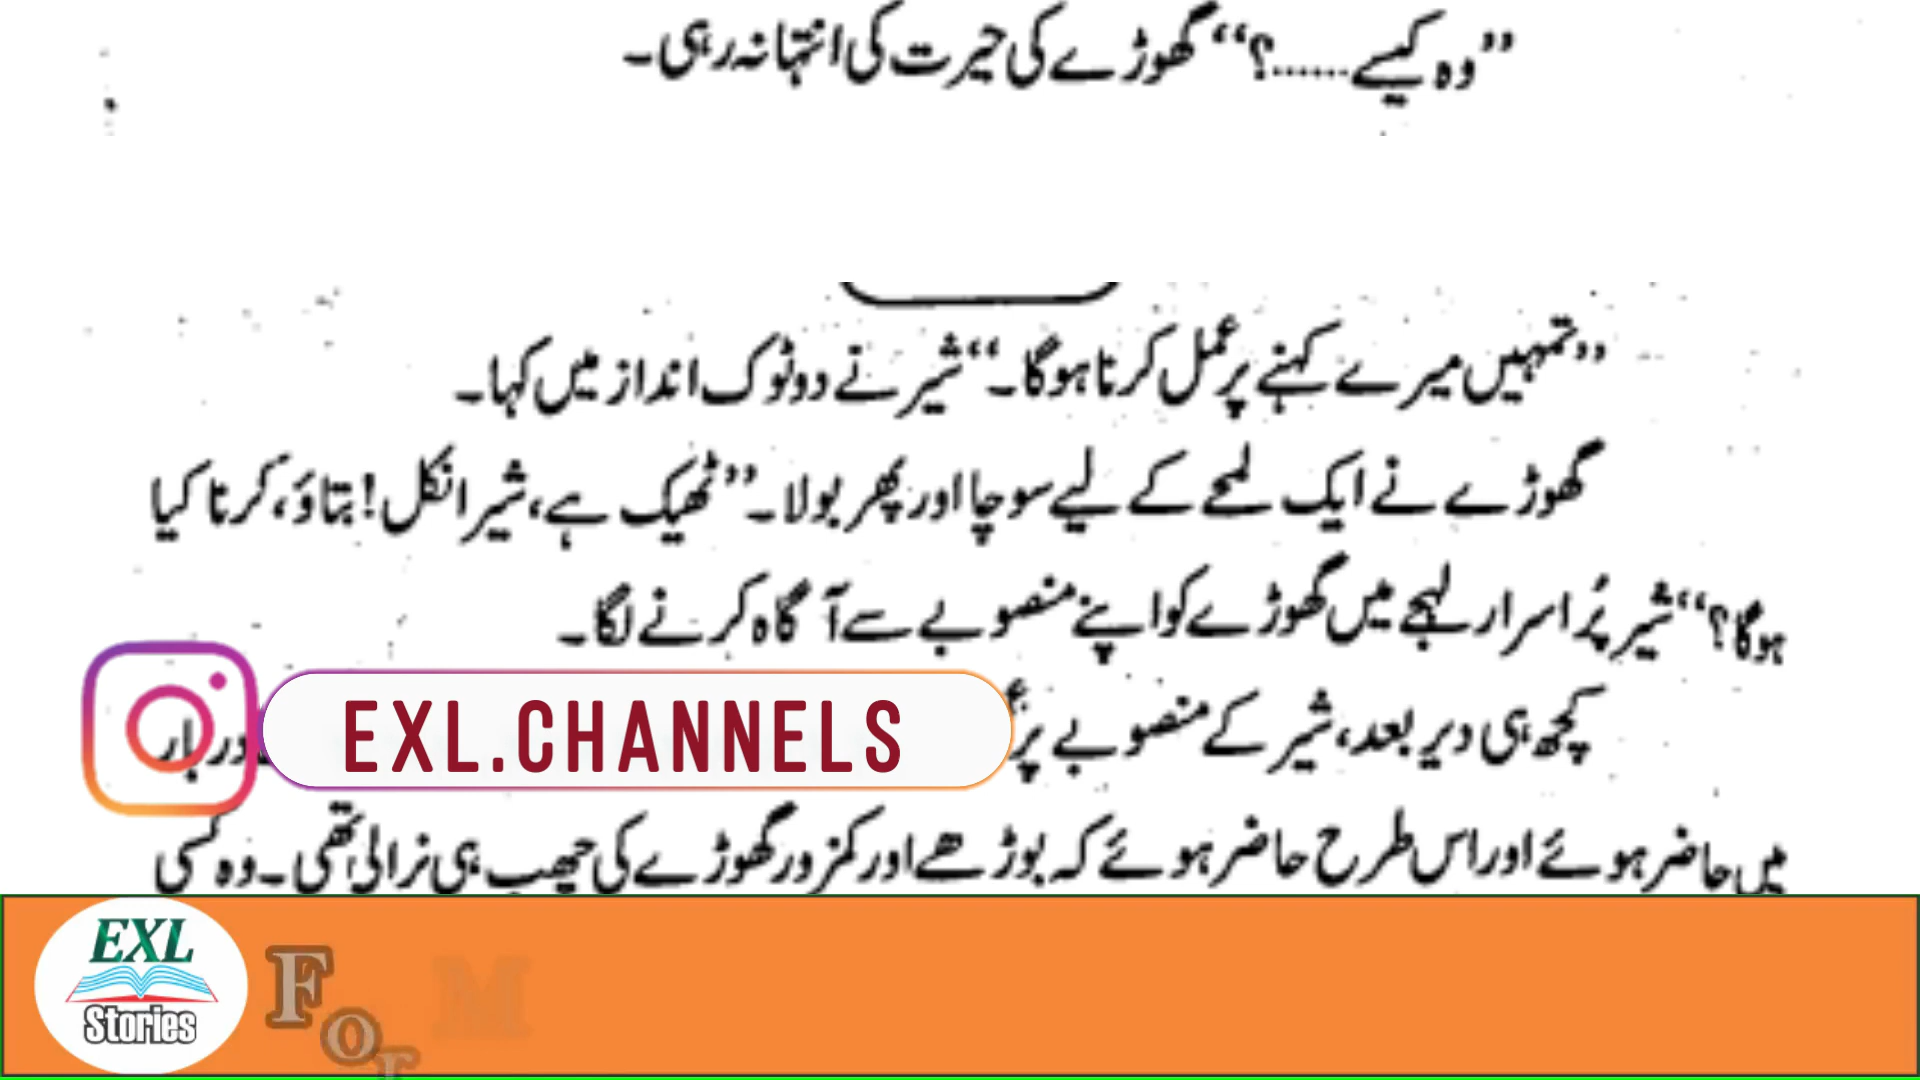 ”وہ کیسے......؟“ گھوڑے کی حیرت کی انتہا نہ رہی۔
”تمہیں میرے کہنے پر عمل کرنا ہوگا۔“ شیر نے دوٹوک انداز میں کہا۔
گھوڑے نے ایک لمحے کے لیے سوچا اور پھر بولا۔ ”ٹھیک ہے، شیر انکل! بتاؤ، کرنا کیا
ہوگا؟“ شیر پُر اسرار لہجے میں گھوڑے کو اپنے منصوبے سے آگاہ کرنے لگا۔
کچھ ہی دیر بعد، شیر کے منصوبے پر دربار
EXL.CHANNELS
میں حاضر ہوئے اور اس طرح حاضر ہوئے کہ بوڑھے اور کمزور گھوڑے کی چھب ہی نرالی تھی۔ وہ کسی
EXL
Stories
For M